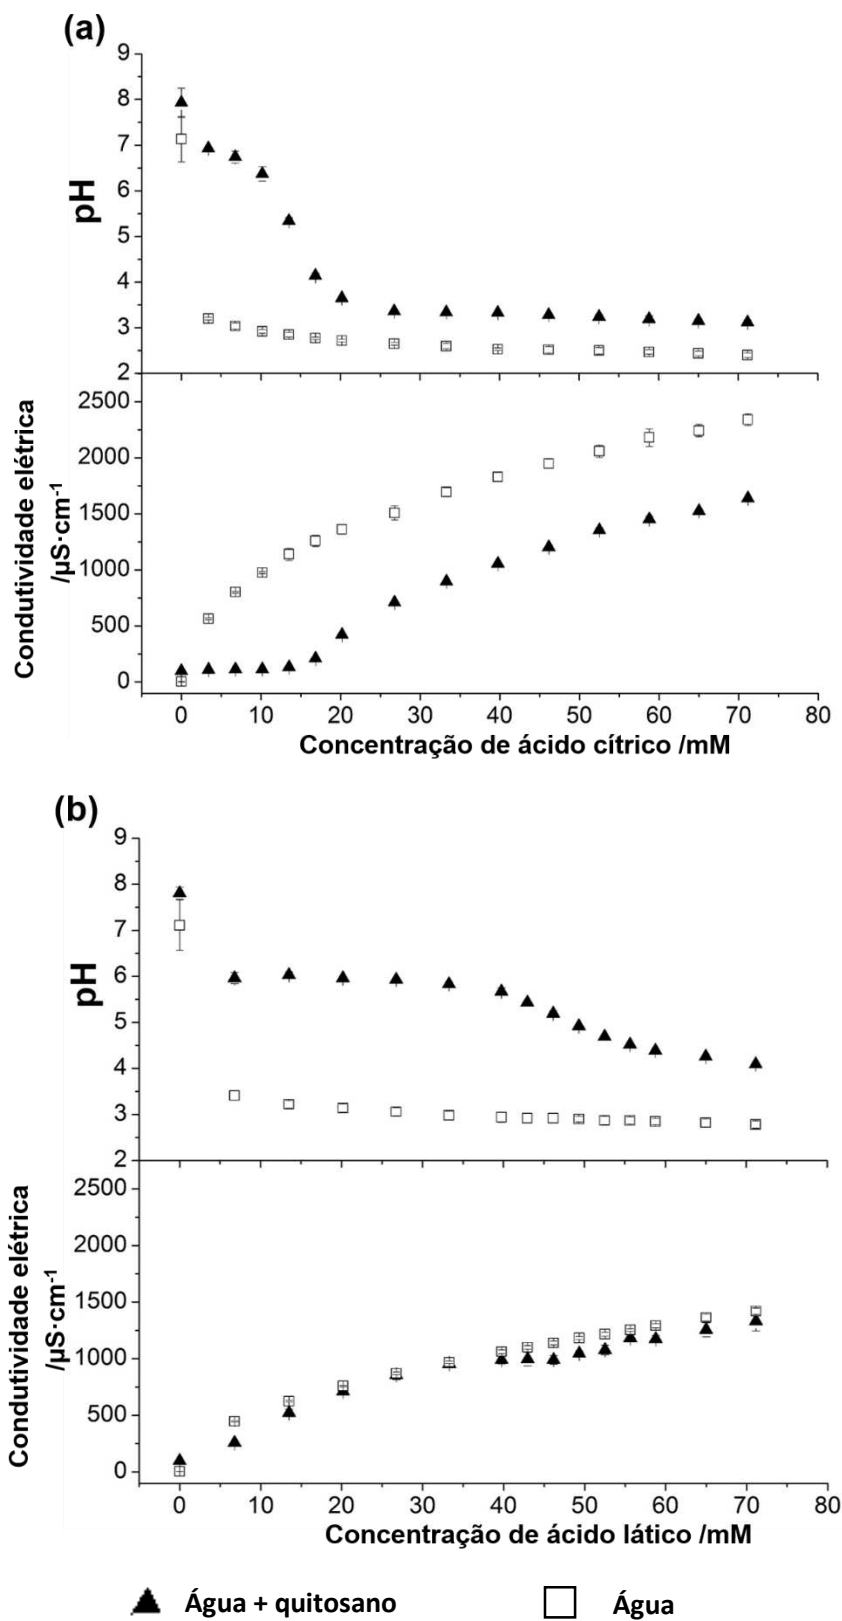 (a)
9
8
7
6
5
4
3
2
pH
2500
2000
1500
1000
500
0
Condutividade elétrica
/µS·cm-1
0 10 20 30 40 50 60 70 80
Concentração de ácido cítrico /mM
(b)
9
8
7
6
5
4
3
2
pH
2500
2000
1500
1000
500
0
Condutividade elétrica
/µS·cm-1
0 10 20 30 40 50 60 70 80
Concentração de ácido lático /mM
Água + quitosano Água